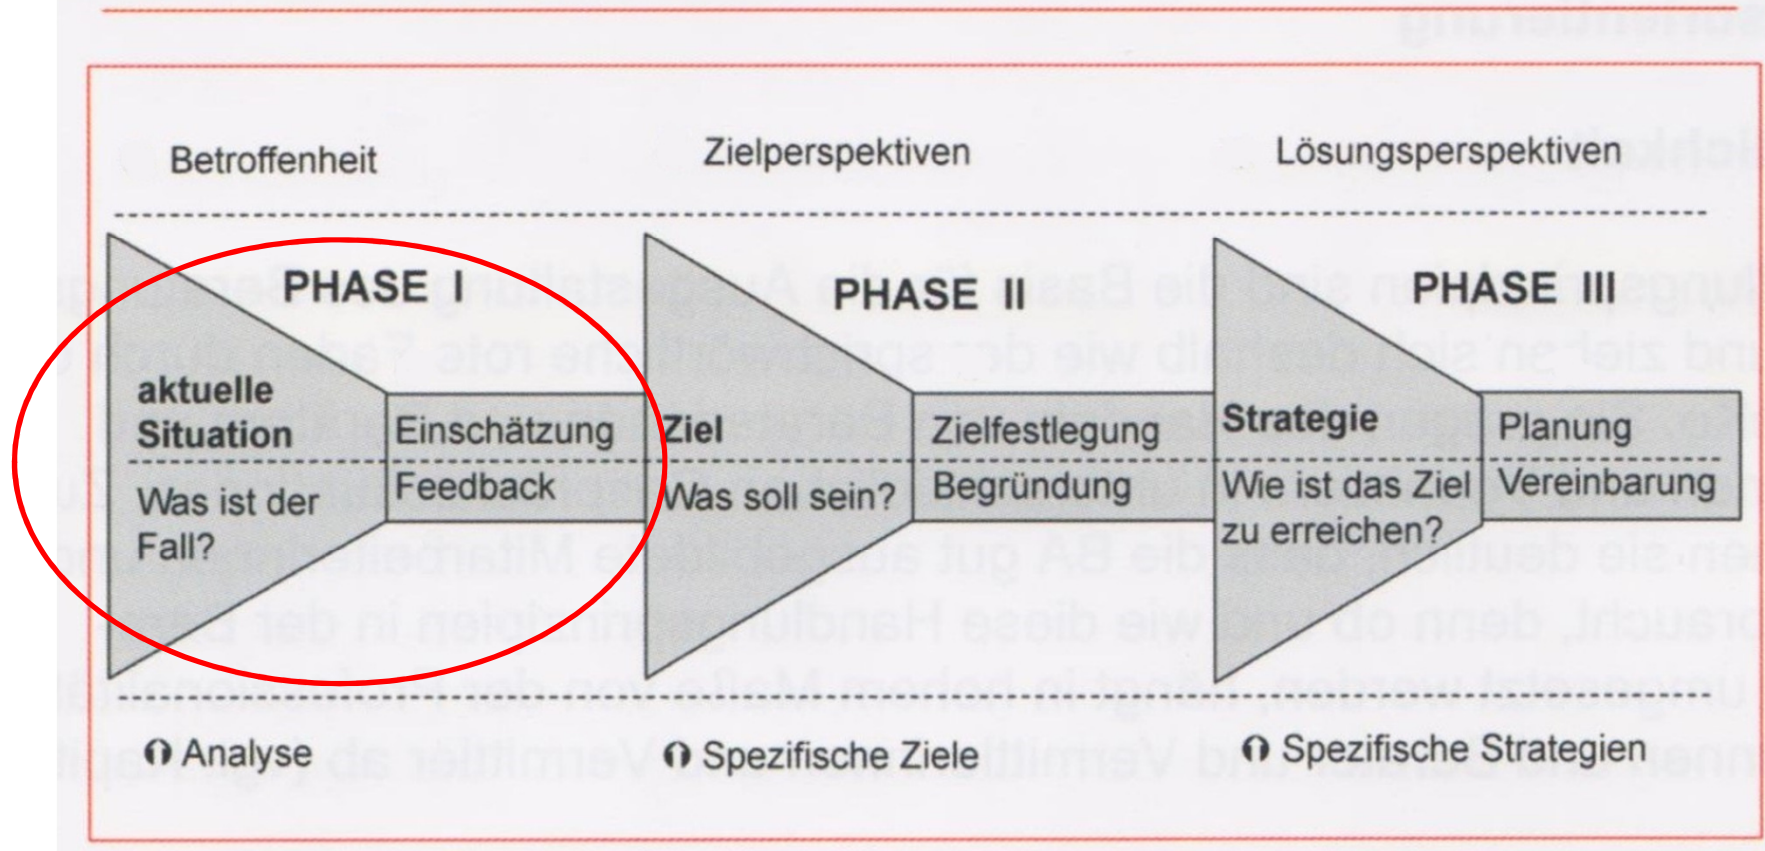 Betroffenheit
Zielperspektiven
Lösungsperspektiven
PHASE I
PHASE II
PHASE III
aktuelle
Situation
Was ist der
Fall?
Einschätzung
Feedback
Ziel
Was soll sein?
Zielfestlegung
Begründung
Strategie
Wie ist das Ziel
zu erreichen?
Planung
Vereinbarung
Analyse
Spezifische Ziele
Spezifische Strategien